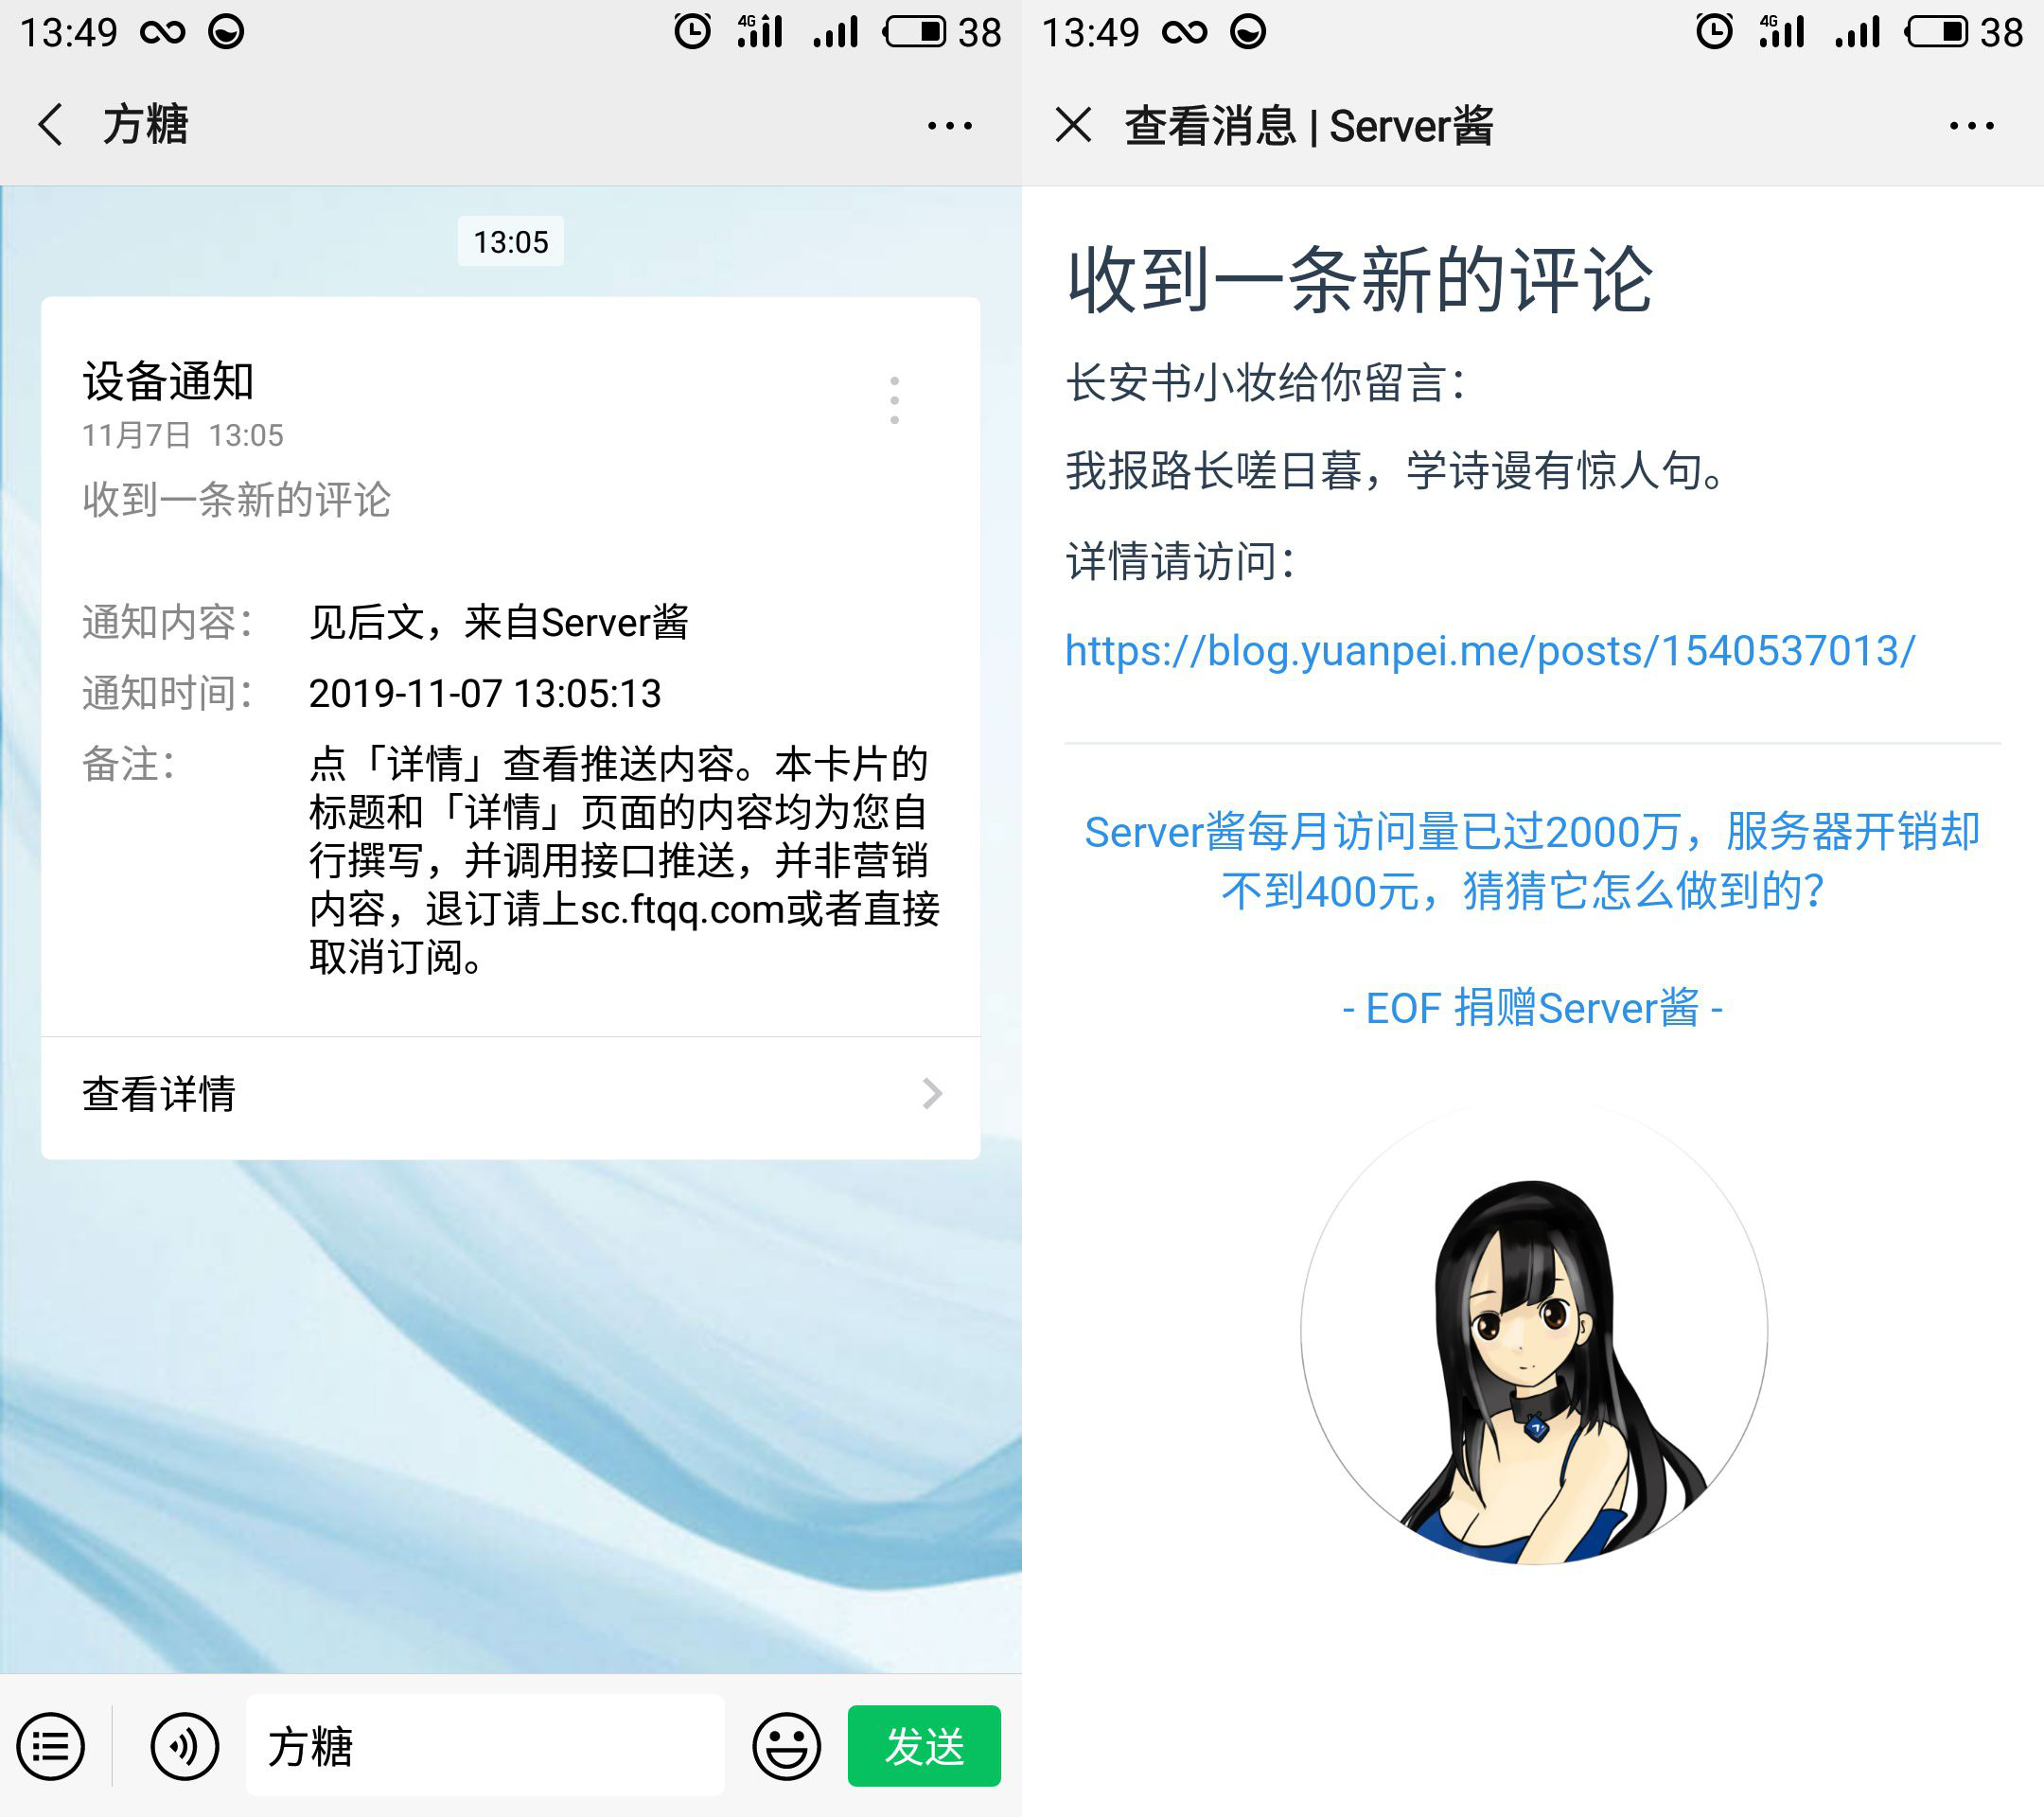 13:49
4G
38
方糖
13:05
设备通知
11月7日 13:05
收到一条新的评论
通知内容： 见后文，来自Server酱
通知时间： 2019-11-07 13:05:13
备注： 点「详情」查看推送内容。本卡片的
标题和「详情」页面的内容均为您自
行撰写，并调用接口推送，并非营销
内容，退订请上sc.ftqq.com或者直接
取消订阅。
查看详情
方糖
发送
13:49
4G
38
查看消息 | Server酱
收到一条新的评论
长安书小妆给你留言：
我报路长嗟日暮，学诗谩有惊人句。
详情请访问：
https://blog.yuanpei.me/posts/1540537013/
Server酱每月访问量已过2000万，服务器开销却
不到400元，猜猜它怎么做到的？
- EOF 捐赠Server酱 -